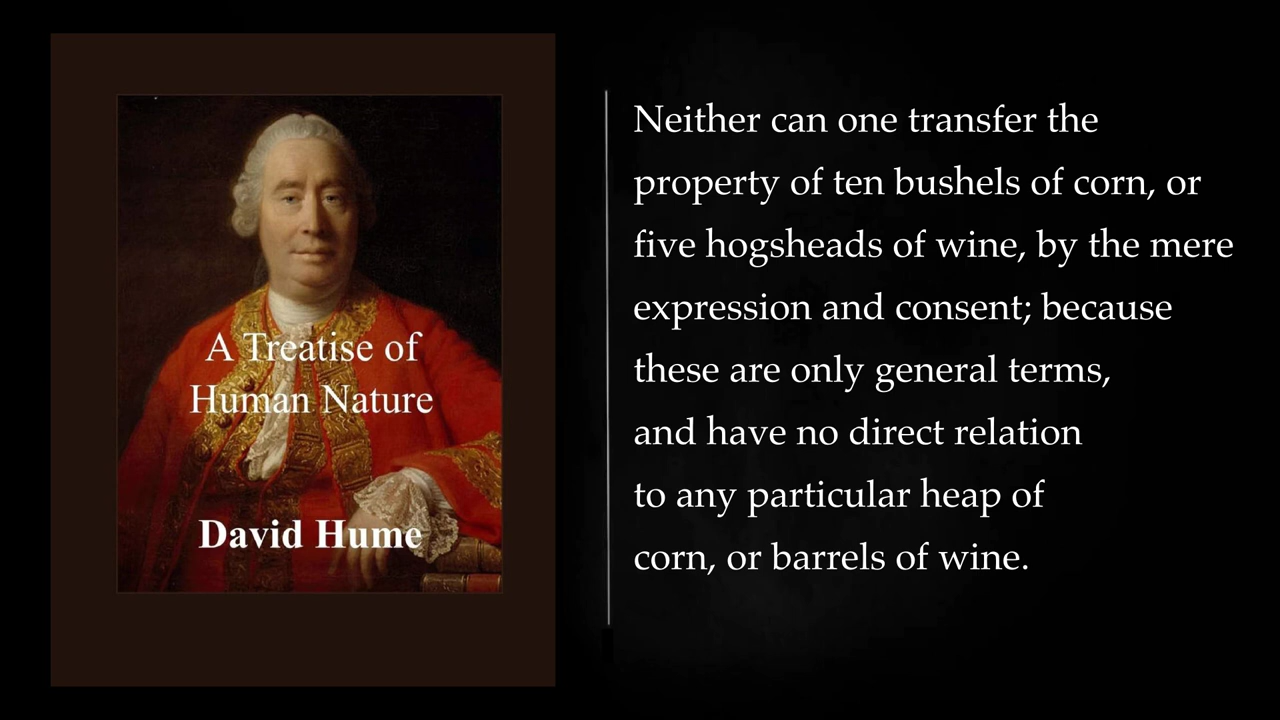 A Treatise of
Human Nature
David Hume
Neither can one transfer the
property of ten bushels of corn, or
five hogsheads of wine, by the mere
expression and consent; because
these are only general terms,
and have no direct relation
to any particular heap of
corn, or barrels of wine.